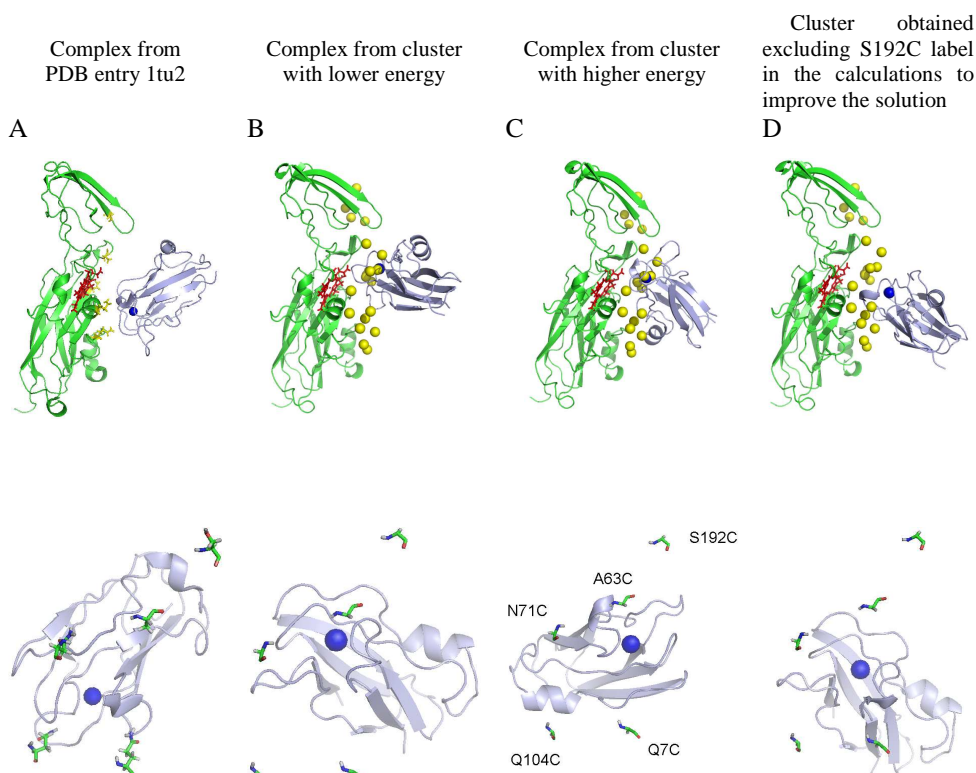 Complex from
PDB entry 1tu2
Complex from cluster
with lower energy
Complex from cluster
with higher energy
Cluster obtained
excluding S192C label
in the calculations to
improve the solution
A
B
C
D
S192C
A63C
N71C
Q104C
Q7C